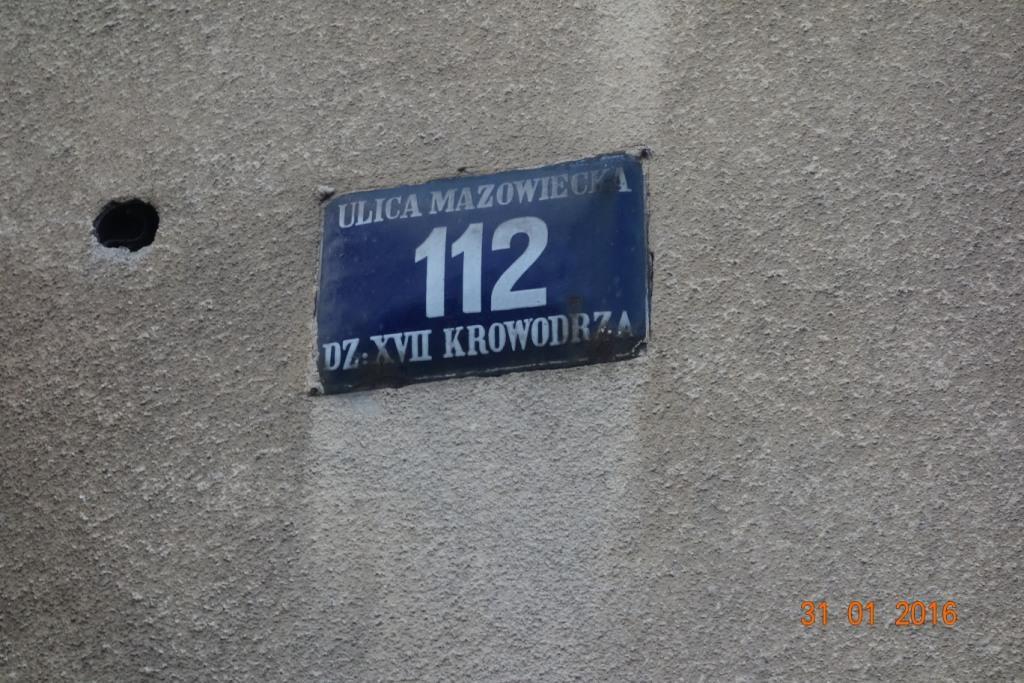 ULICA MAZOWIECKA
112
DZ: XVII KROWODRZA
31 01 2016